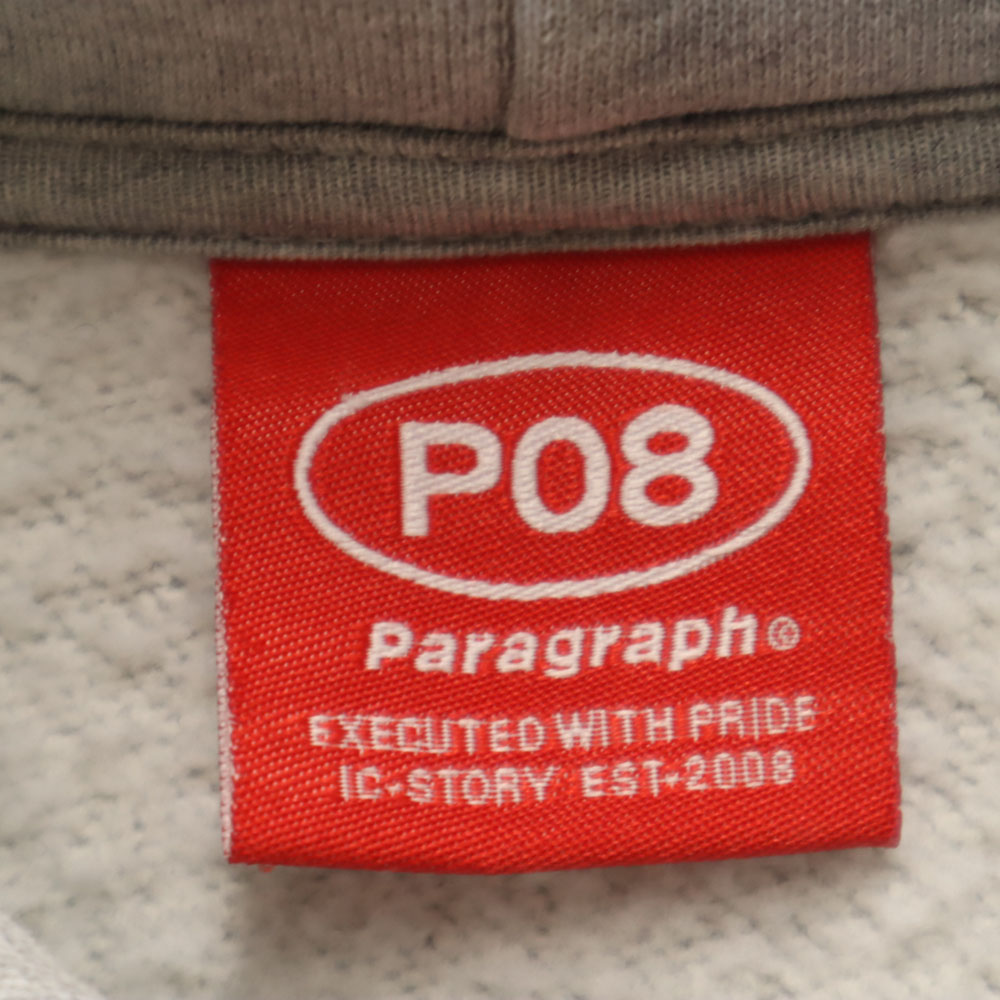 P08
Paragraph®
EXECUTED WITH PRIDE
IC-STORY EST-2008